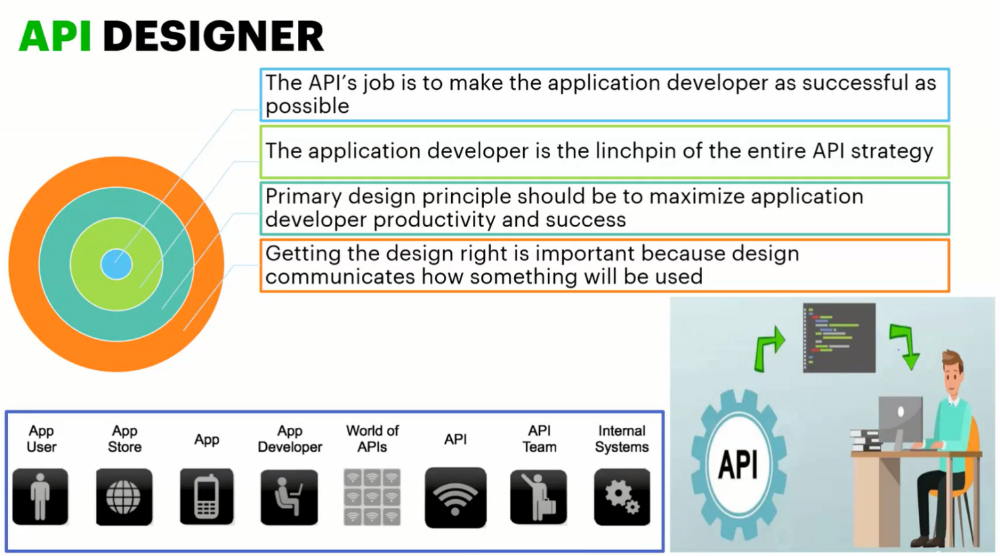 API DESIGNER
The API’s job is to make the application developer as successful as
possible
The application developer is the linchpin of the entire API strategy
Primary design principle should be to maximize application
developer productivity and success
Getting the design right is important because design
communicates how something will be used
App
User
App
Store
App
App
Developer
World of
APIs
API
API
Team
Internal
Systems
API